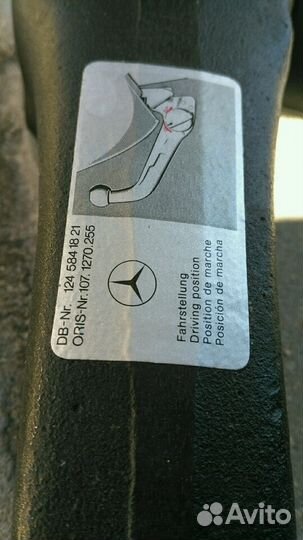 DB-Nr. 124 584 18 21
ORIS-Nr. 107.1270.255
Fahrstellung
Driving position
Position de marche
Posición de marcha
Avito